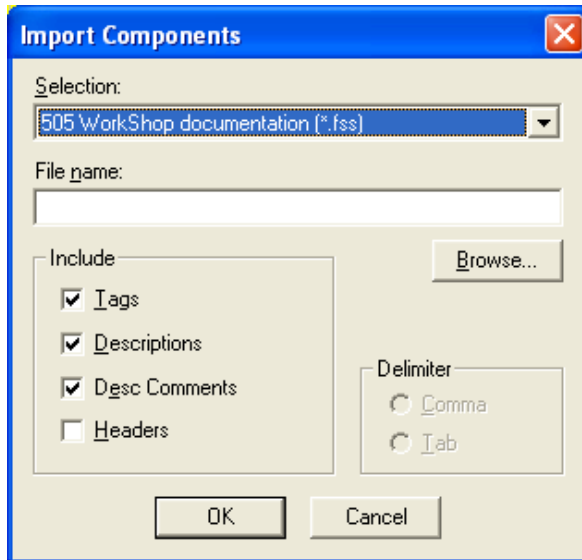 Import Components
Selection:
505 WorkShop documentation (*.fss)
File name:
Browse...
Include
Tags
Descriptions
Desc Comments
Headers
Delimiter
Comma
Tab
OK
Cancel